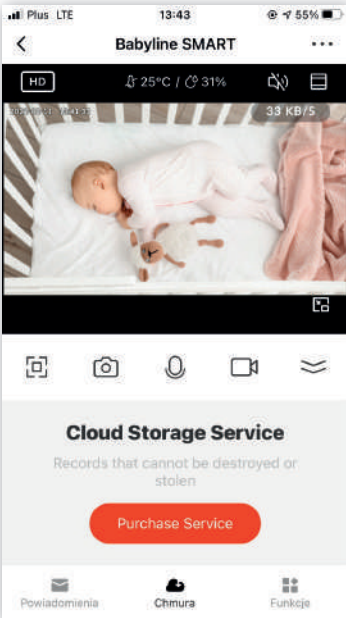 Plus LTE 13:43 55%
Babyline SMART
HD 25°C / 31%
33 KB/S
Cloud Storage Service
Records that cannot be destroyed or
stolen
Purchase Service
Powiadomienia Chmura Funkcje